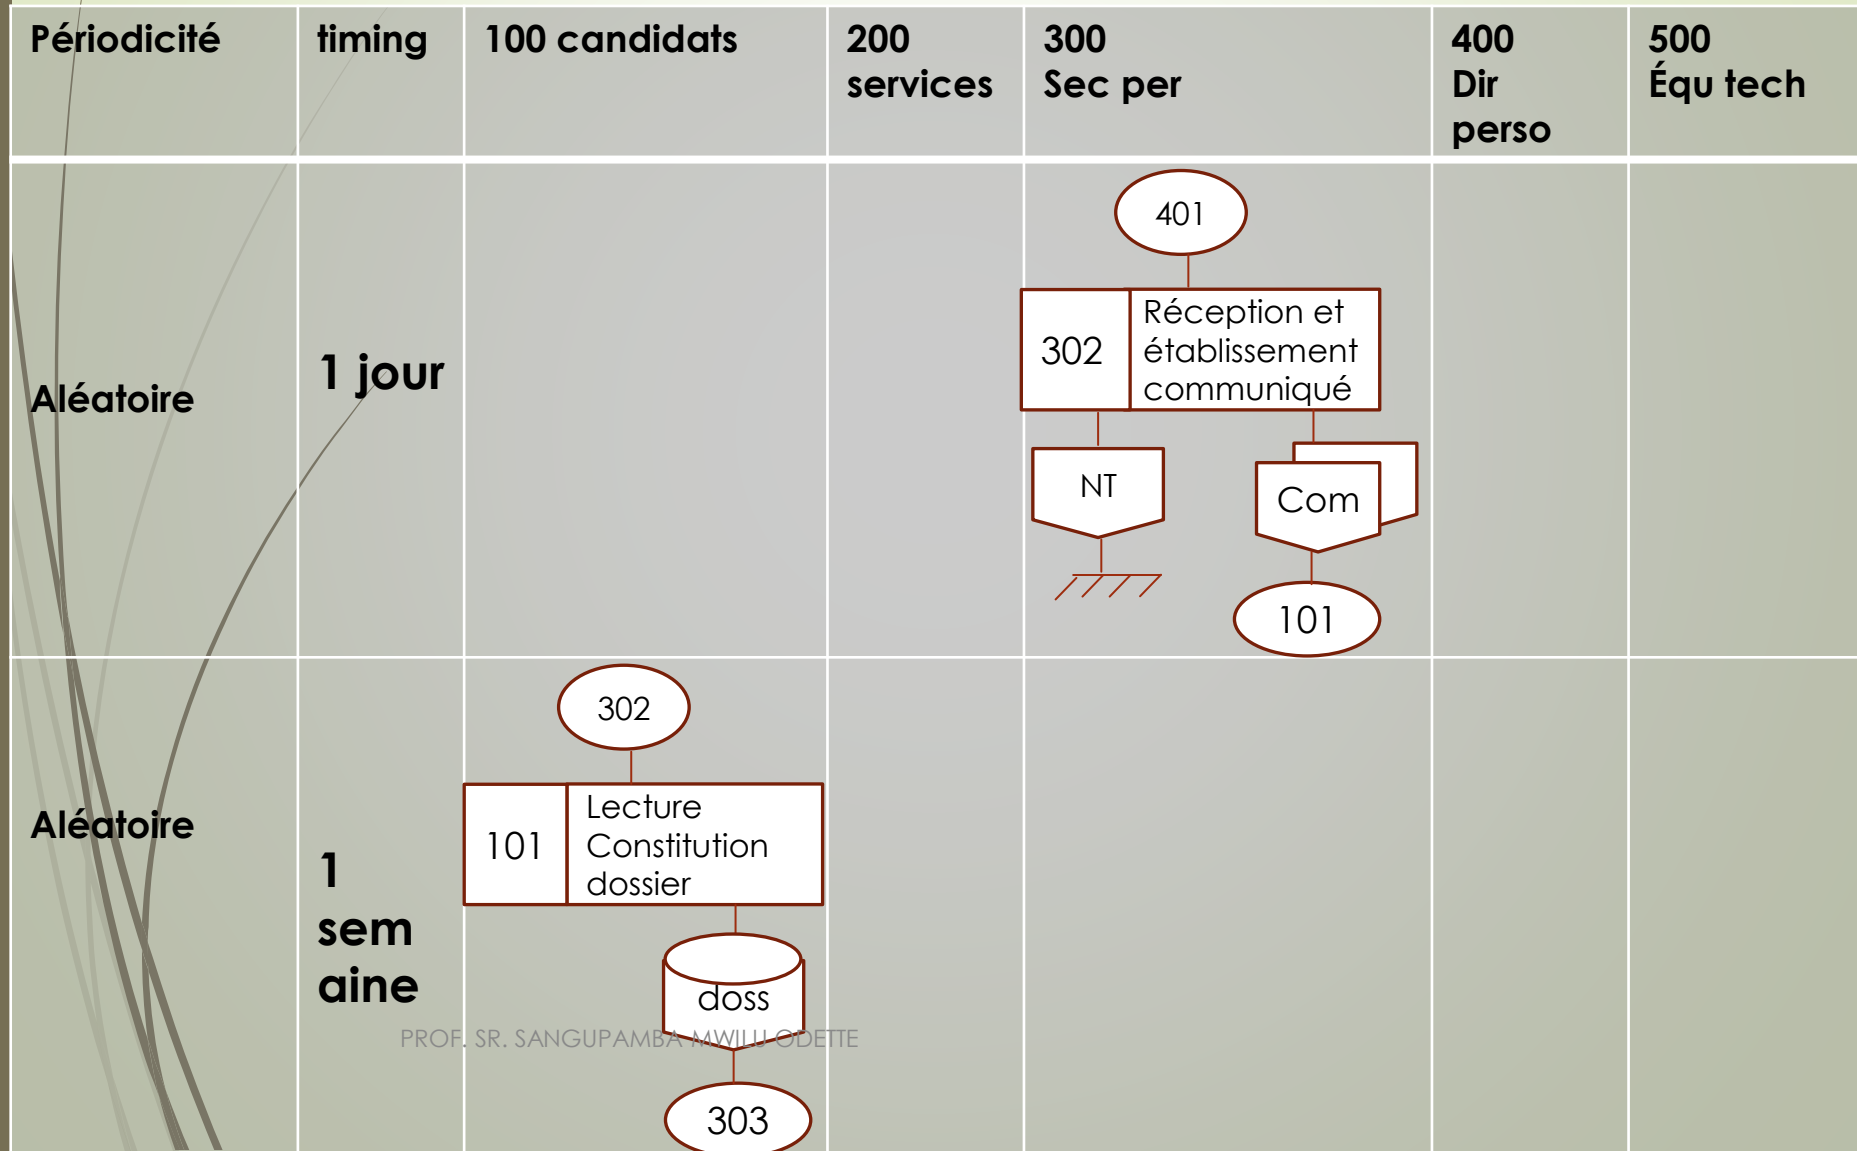 Périodicité
timing
100 candidats
200
services
300
Sec per
400
Dir
perso
500
Équ tech
Aléatoire
1 jour
401
302
Réception et
établissement
communiqué
NT
Com
101
Aléatoire
1
sem
aine
302
101
Lecture
Constitution
dossier
doss
303
PROF. SR. SANGUPAMBA MWILU ODETTE